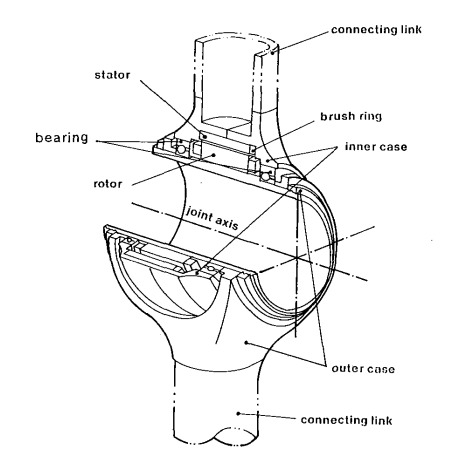 connecting link
stator
brush ring
bearing
inner case
rotor
joint axis
outer case
connecting link